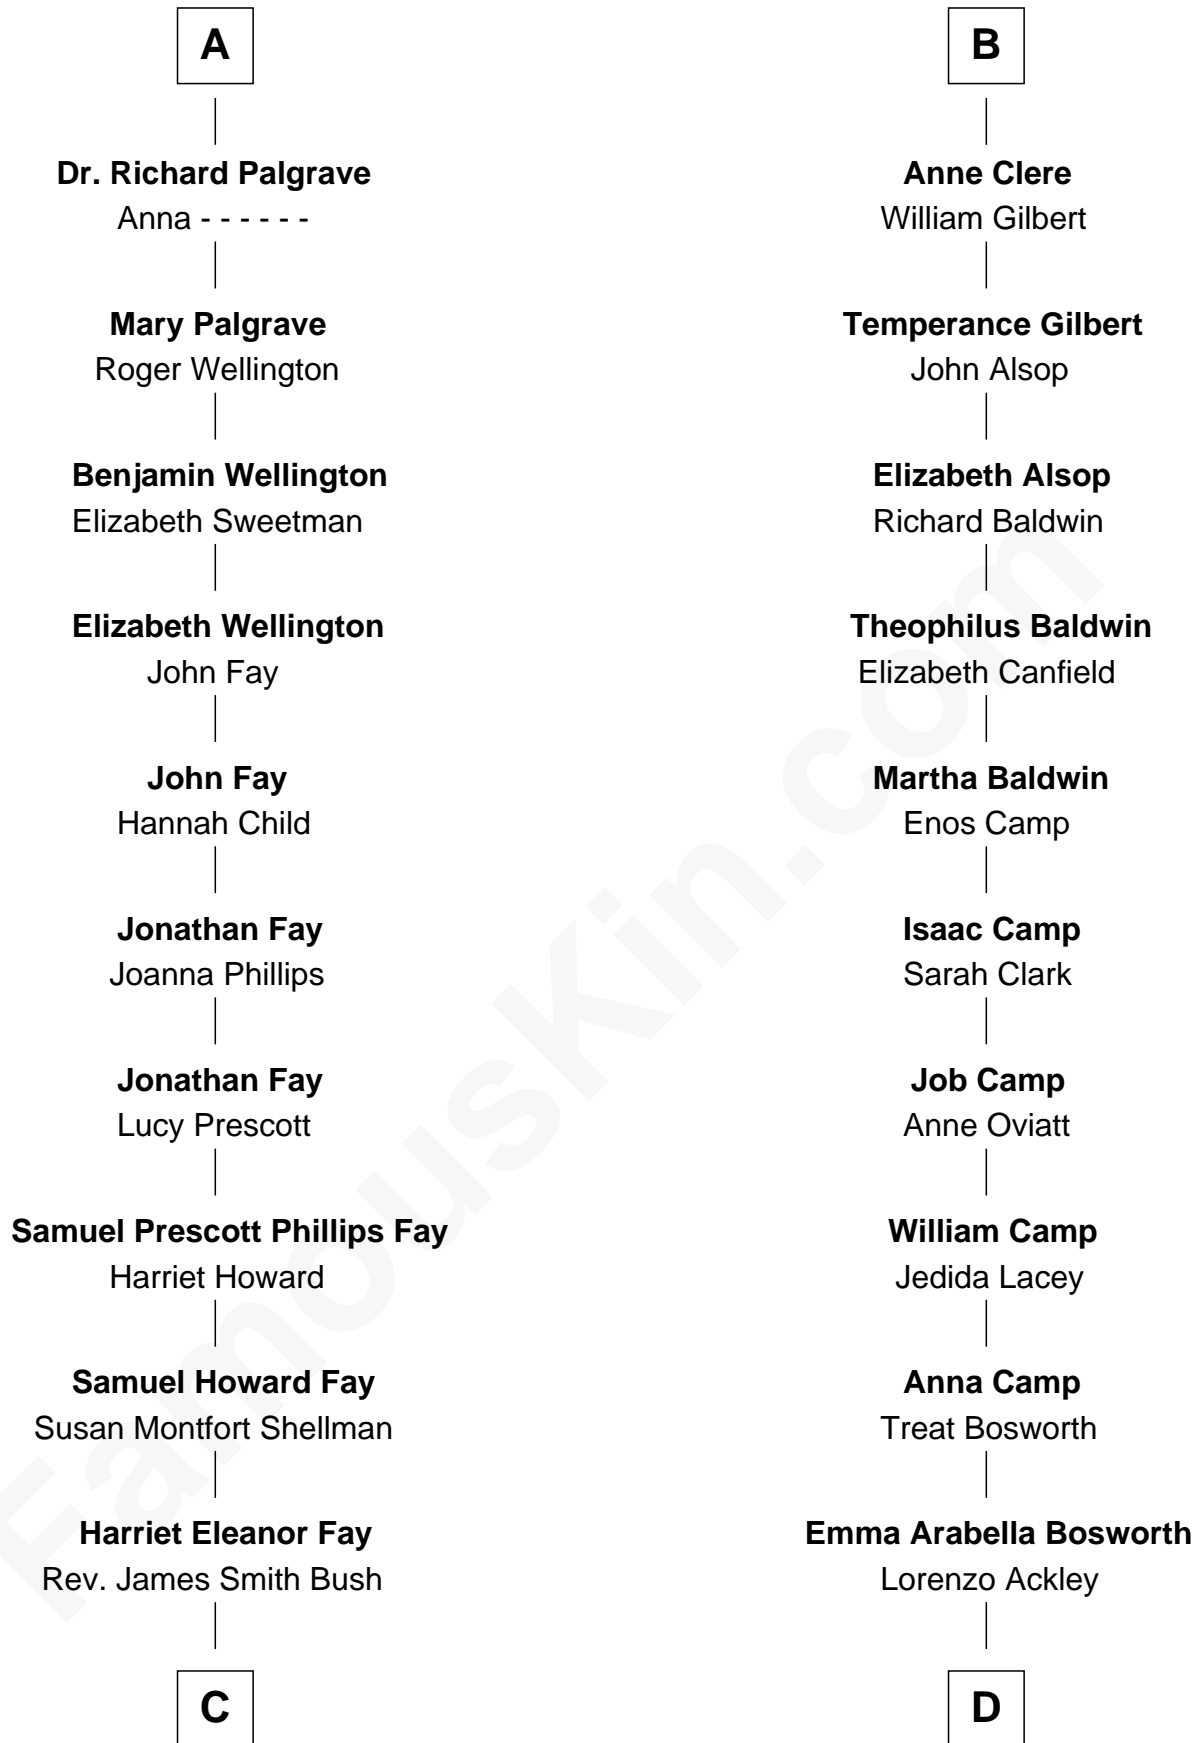 A
Dr. Richard Palgrave
Anna - - - - - -
Mary Palgrave
Roger Wellington
Benjamin Wellington
Elizabeth Sweetman
Elizabeth Wellington
John Fay
John Fay
Hannah Child
Jonathan Fay
Joanna Phillips
Jonathan Fay
Lucy Prescott
Samuel Prescott Phillips Fay
Harriet Howard
Samuel Howard Fay
Susan Montfort Shellman
Harriet Eleanor Fay
Rev. James Smith Bush
C
B
Anne Clere
William Gilbert
Temperance Gilbert
John Alsop
Elizabeth Alsop
Richard Baldwin
Theophilus Baldwin
Elizabeth Canfield
Martha Baldwin
Enos Camp
Isaac Camp
Sarah Clark
Job Camp
Anne Oviatt
William Camp
Jedida Lacey
Anna Camp
Treat Bosworth
Emma Arabella Bosworth
Lorenzo Ackley
D
FamousKin.com